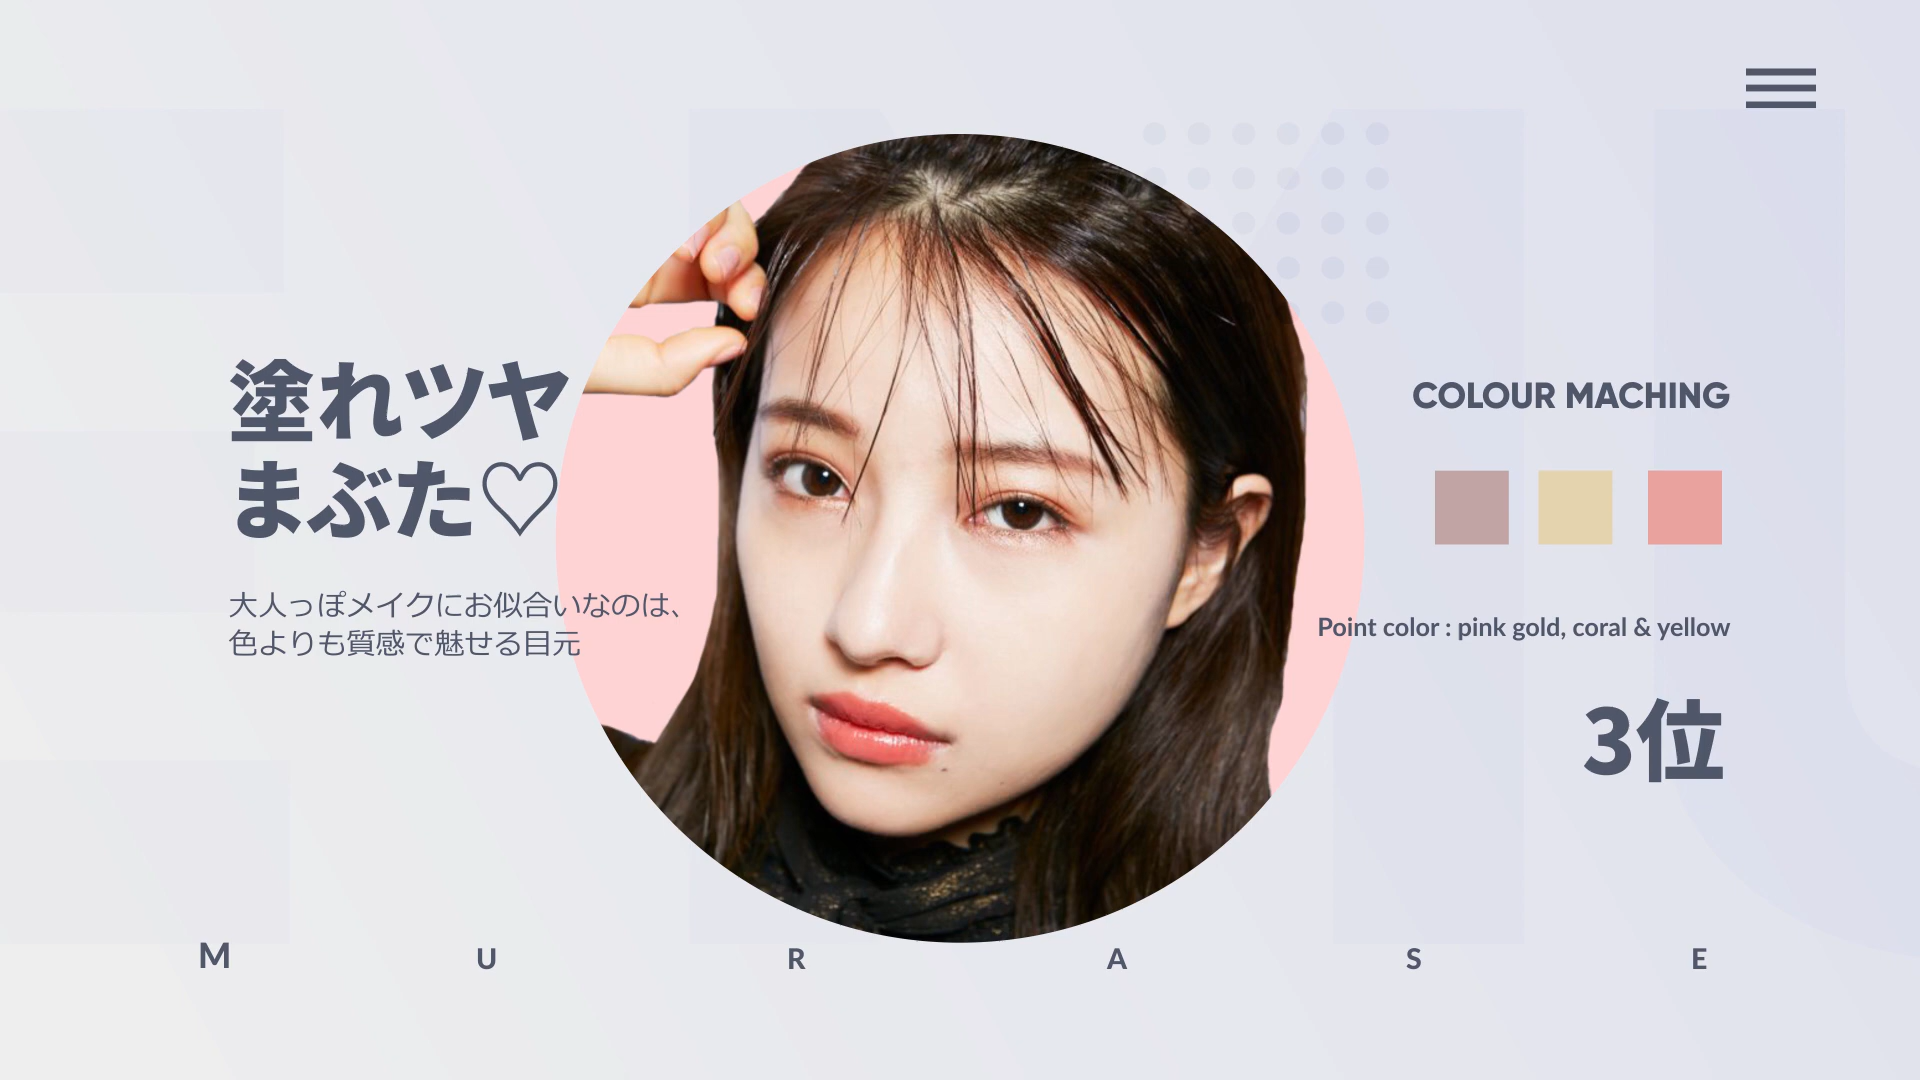 塗れツヤ
まぶた♡
大人っぽメイクにお似合いなのは、
色よりも質感で魅せる目元
COLOUR MACHING
Point color : pink gold, coral & yellow
3位
M U R A S E